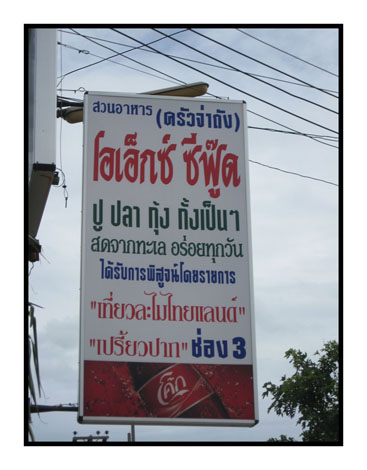 สวนอาหาร (ครัวจ่าถัง)
โอเอ็กซ์ ซีฟู๊ด
ปู ปลา กุ้ง ทั้งเป็นๆ
สดจากทะเล อร่อยทุกวัน
ได้รับการพิสูจน์โดยรายการ
"เที่ยวละไม้ไทยแลนด์"
"เปรี้ยวปาก" ช่อง 3
โค้ก